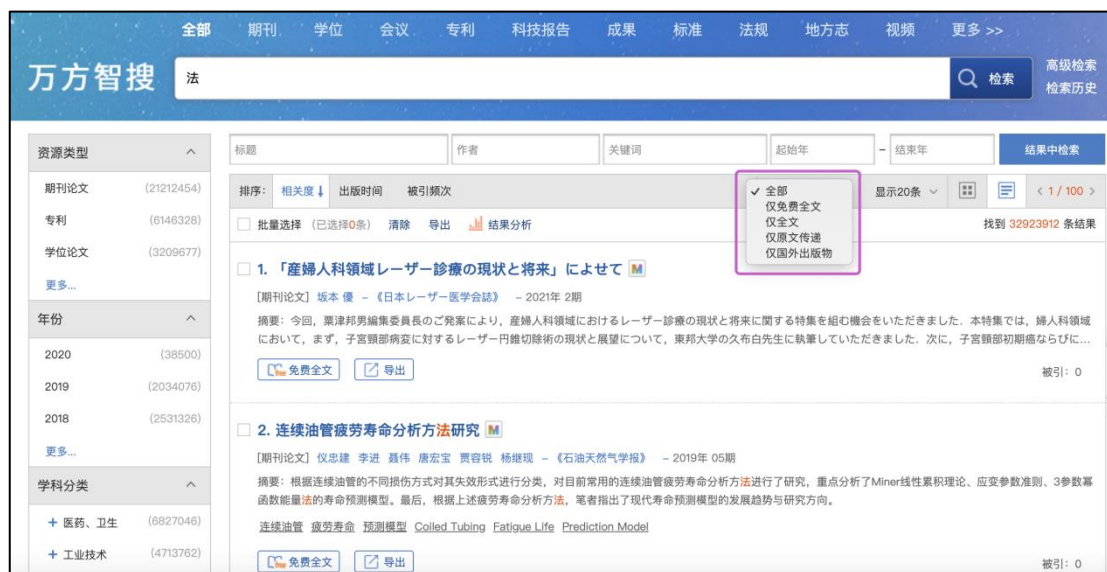 全部 期刊 学位 会议 专利 科技报告 成果 标准 法规 地方志 视频 更多 >>
万方智搜 法 检索 高级检索
检索历史
资源类型
期刊论文 (21212454)
专利 (6146328)
学位论文 (3209677)
更多...
年份
2020 (38500)
2019 (2034076)
2018 (2531326)
更多...
学科分类
+ 医药、卫生 (6827046)
+ 工业技术 (4713762)
标题 作者 关键词 起始年 - 结束年 结果中检索
排序: 相关度↓ 出版时间 被引频次
✓ 全部
仅免费全文
仅全文
仅原文传递
仅国外出版物
显示20条 < 1 / 100 >
批量选择 (已选择0条) 清除 导出 结果分析 找到 32923912 条结果
1. 「産婦人科領域レーザー診療の現状と将来」によせて M
[期刊论文] 坂本 優 - 《日本レーザー医学会誌》 - 2021年 2期
摘要: 今回, 粟津邦男編集委員長のご発案により, 産婦人科領域におけるレーザー診療の現状と将来に関する特集を組む機会をいただきました. 本特集では, 婦人科領域
において, まず, 子宮頸部病変に対するレーザー円錐切除術の現状と展望について, 東邦大学の久布白先生に執筆していただきました. 次に, 子宮頸部初期癌ならびに...
免费全文 导出 被引: 0
2. 连续油管疲劳寿命分析方法研究 M
[期刊论文] 仪忠建 李进 聂伟 唐宏宝 贾容锐 杨继现 - 《石油天然气学报》 - 2019年 05期
摘要: 根据连续油管的不同损伤方式对其失效形式进行分类, 对目前常用的连续油管疲劳寿命分析方法进行了研究, 重点分析了Miner线性累积理论、应变参数准则、3参数幂
函数能量法的寿命预测模型。最后, 根据上述疲劳寿命分析方法, 笔者指出了现代寿命预测模型的发展趋势与研究方向。
连续油管 疲劳寿命 预测模型 Coiled Tubing Fatigue Life Prediction Model
免费全文 导出 被引: 0